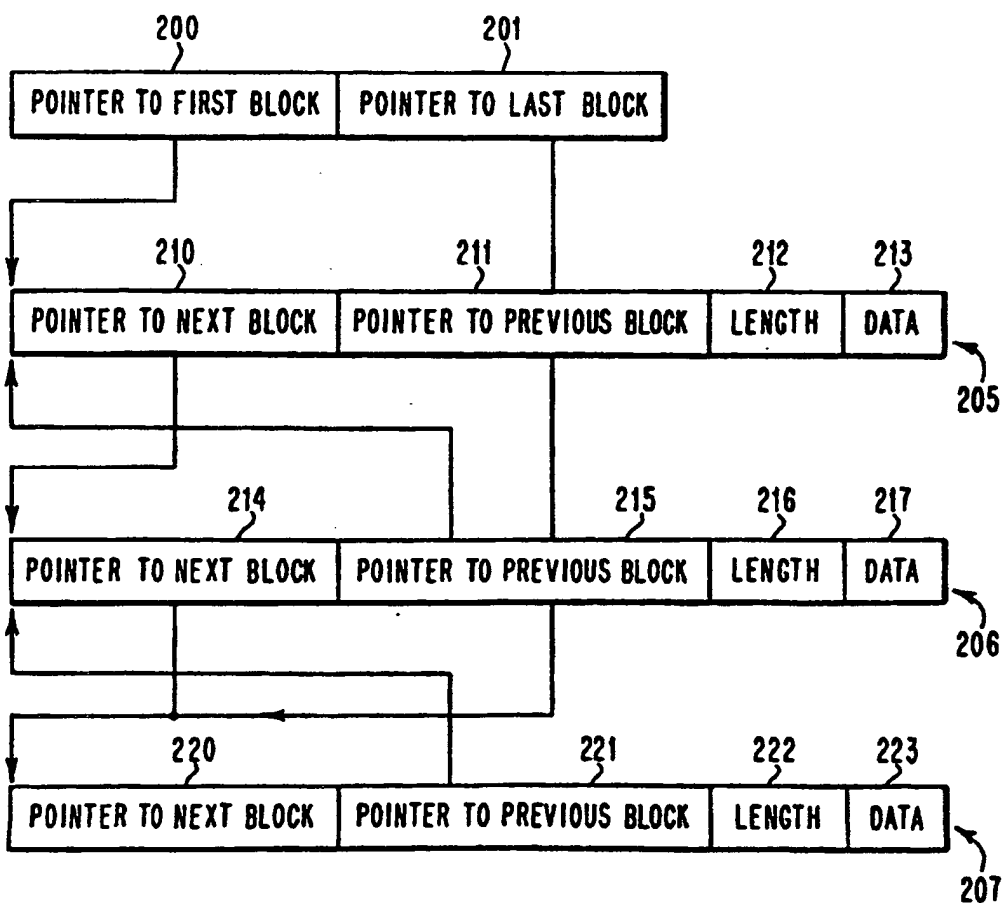 200 201
POINTER TO FIRST BLOCK POINTER TO LAST BLOCK
210 211 212 213
POINTER TO NEXT BLOCK POINTER TO PREVIOUS BLOCK LENGTH DATA
205
214 215 216 217
POINTER TO NEXT BLOCK POINTER TO PREVIOUS BLOCK LENGTH DATA
206
220 221 222 223
POINTER TO NEXT BLOCK POINTER TO PREVIOUS BLOCK LENGTH DATA
207